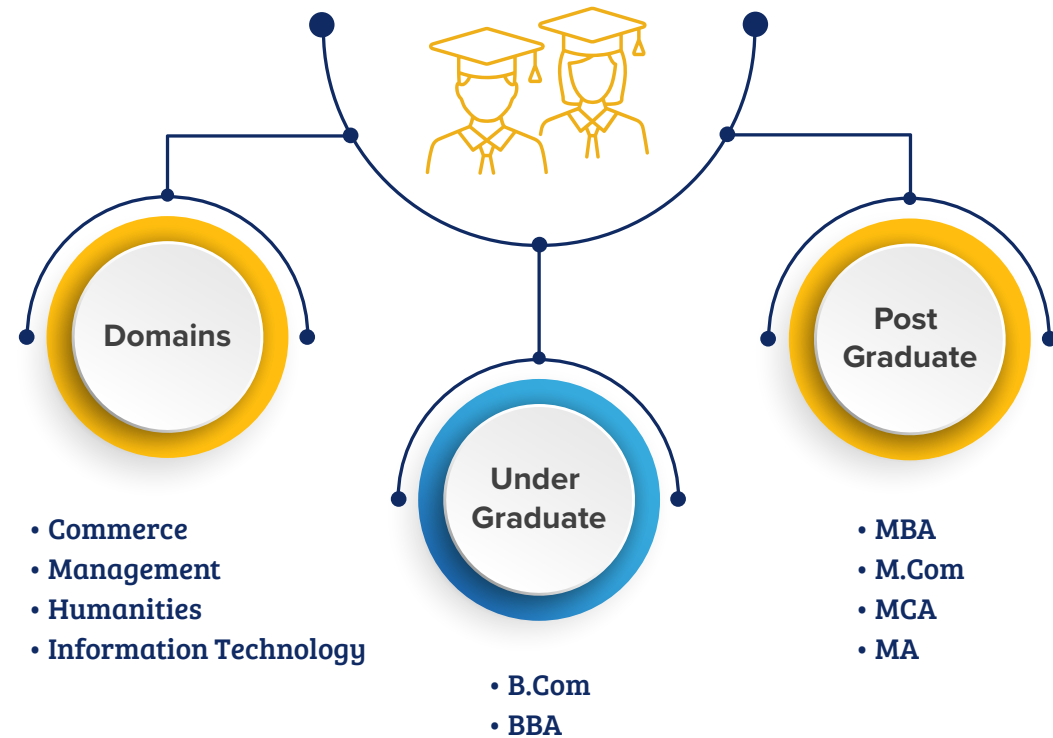 Domains
• Commerce
• Management
• Humanities
• Information Technology
Under
Graduate
• B.Com
• BBA
Post
Graduate
• MBA
• M.Com
• MCA
• MA